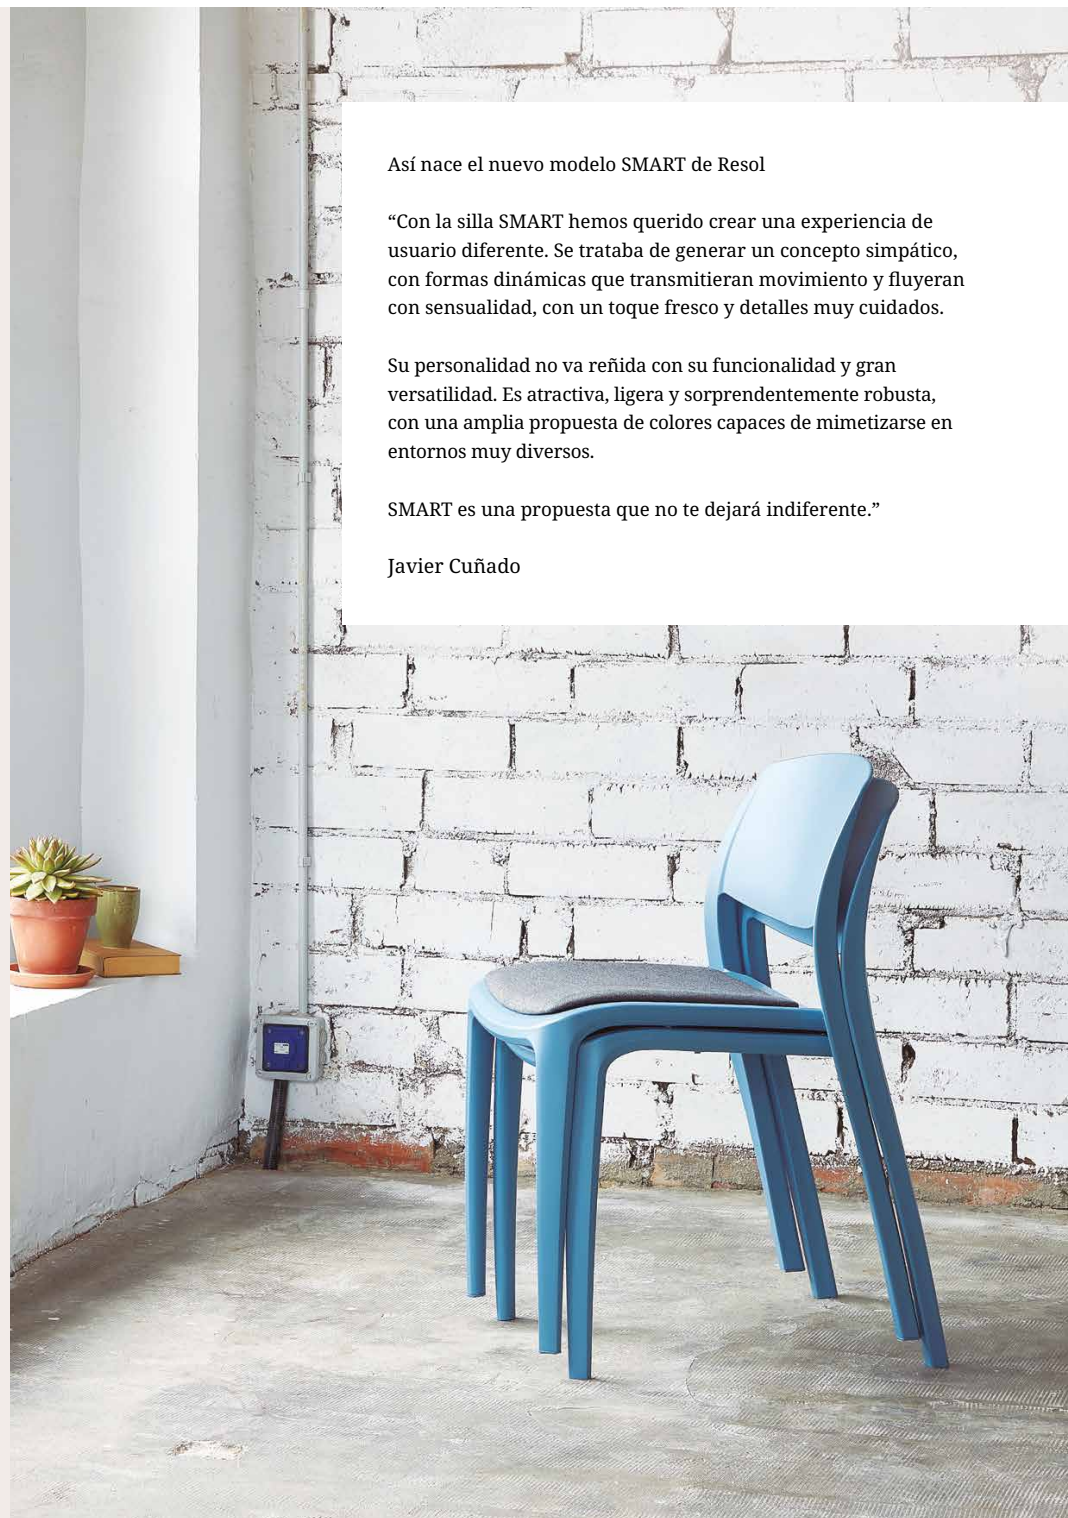 Así nace el nuevo modelo SMART de Resol
“Con la silla SMART hemos querido crear una experiencia de
usuario diferente. Se trataba de generar un concepto simpático,
con formas dinámicas que transmitieran movimiento y fluyeran
con sensualidad, con un toque fresco y detalles muy cuidados.
Su personalidad no va reñida con su funcionalidad y gran
versatilidad. Es atractiva, ligera y sorprendentemente robusta,
con una amplia propuesta de colores capaces de mimetizarse en
entornos muy diversos.
SMART es una propuesta que no te dejará indiferente.”
Javier Cuñado